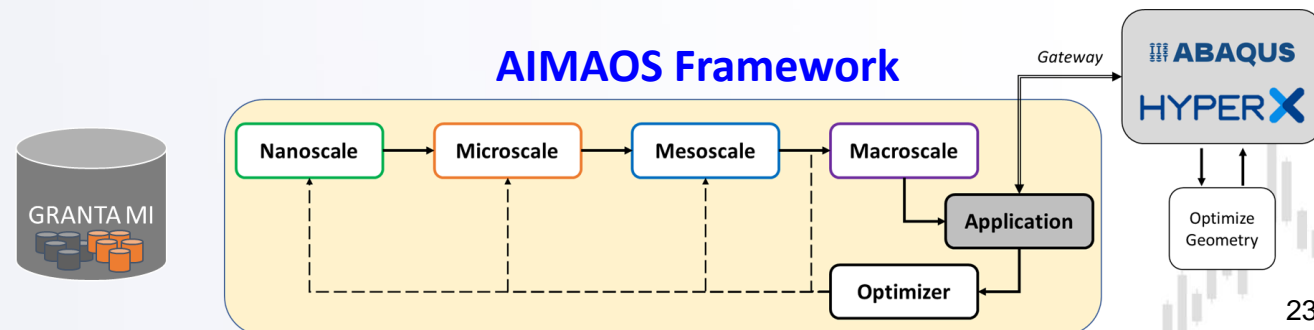 AIMAOS Framework
Gateway
ABAQUS
HYPERX
Nanoscale
Microscale
Mesoscale
Macroscale
GRANTA MI
Application
Optimize
Geometry
Optimizer
23